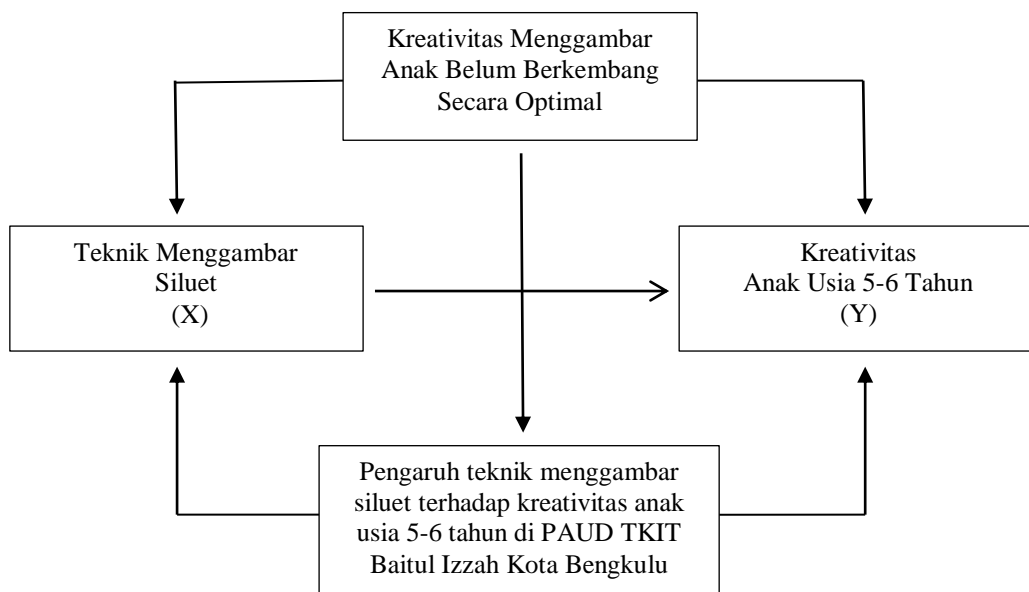 Kreativitas Menggambar
Anak Belum Berkembang
Secara Optimal
Teknik Menggambar
Siluet
(X)
Kreativitas
Anak Usia 5-6 Tahun
(Y)
Pengaruh teknik menggambar
siluet terhadap kreativitas anak
usia 5-6 tahun di PAUD TKIT
Baitul Izzah Kota Bengkulu